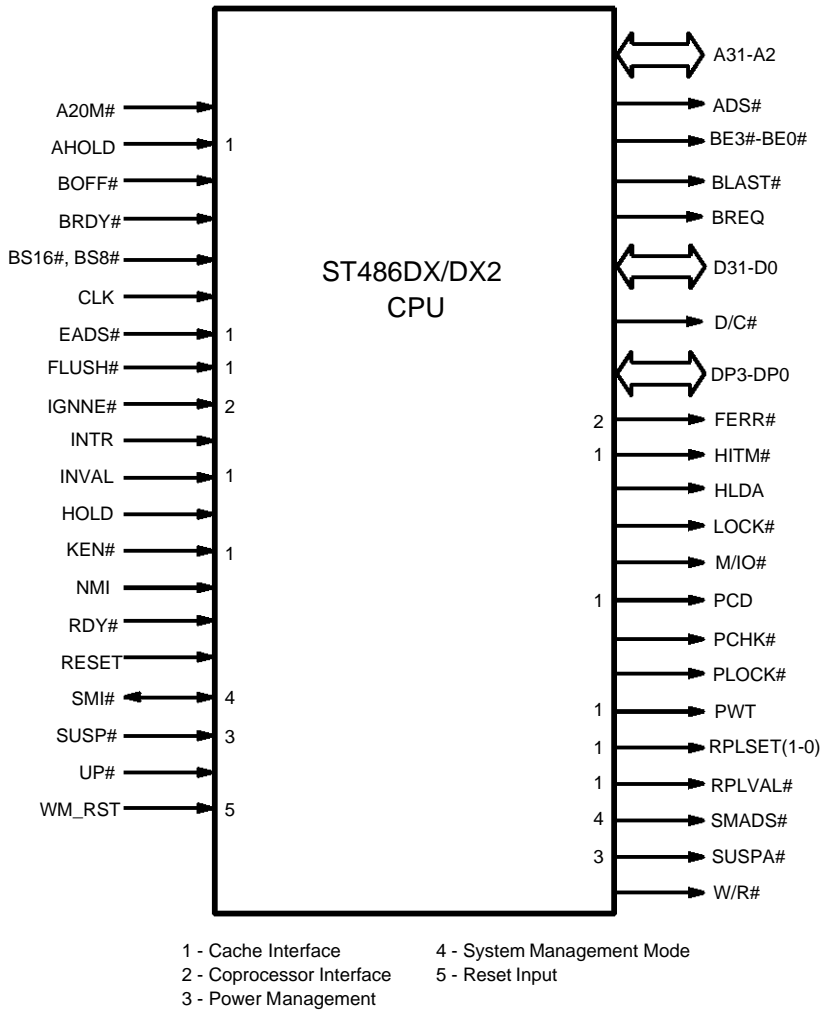 A20M#
AHOLD 1
BOFF#
BRDY#
BS16#, BS8#
CLK
EADS# 1
FLUSH# 1
IGNNE# 2
INTR
INVAL 1
HOLD
KEN# 1
NMI
RDY#
RESET
SMI# 4
SUSP# 3
UP#
WM_RST 5
ST486DX/DX2
CPU
A31-A2
ADS#
BE3#-BE0#
BLAST#
BREQ
D31-D0
D/C#
DP3-DP0
2 FERR#
1 HITM#
HLDA
LOCK#
M/IO#
1 PCD
PCHK#
PLOCK#
1 PWT
1 RPLSET(1-0)
1 RPLVAL#
4 SMADS#
3 SUSPA#
W/R#
1 - Cache Interface
2 - Coprocessor Interface
3 - Power Management
4 - System Management Mode
5 - Reset Input